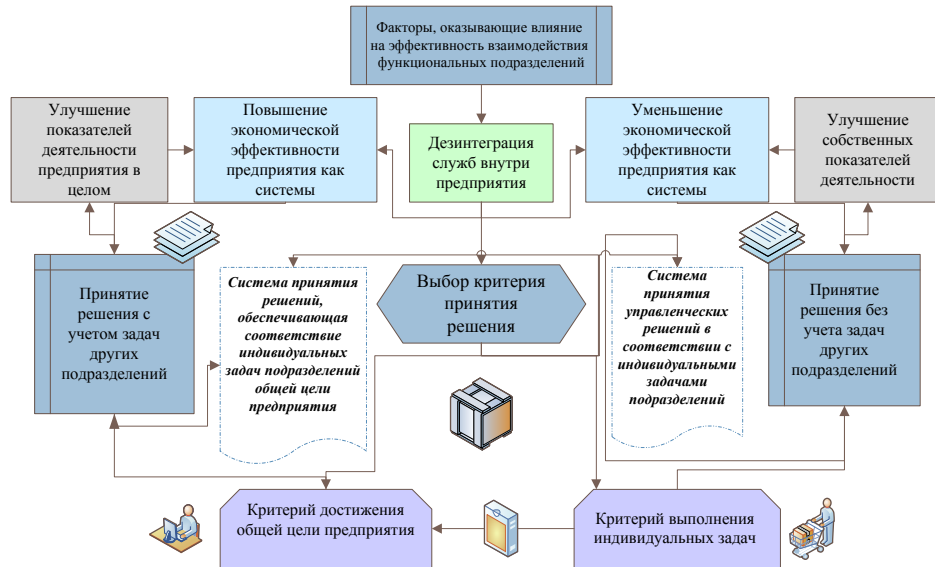 Факторы, оказывающие влияние
на эффективность взаимодействия
функциональных подразделений
Улучшение
показателей
деятельности
предприятия в
целом
Повышение
экономической
эффективности
предприятия как
системы
Дезинтеграция
служб внутри
предприятия
Уменьшение
экономической
эффективности
предприятия как
системы
Улучшение
собственных
показателей
деятельности
Принятие
решения с
учетом задач
других
подразделений
Система принятия
решений,
обеспечивающая
соответствие
индивидуальных
задач подразделений
общей цели
предприятия
Выбор критерия
принятия
решения
Система
принятия
управленческих
решений в
соответствии с
индивидуальными
задачами
подразделений
Принятие
решения без
учета задач
других
подразделений
Критерий достижения
общей цели предприятия
Критерий выполнения
индивидуальных задач